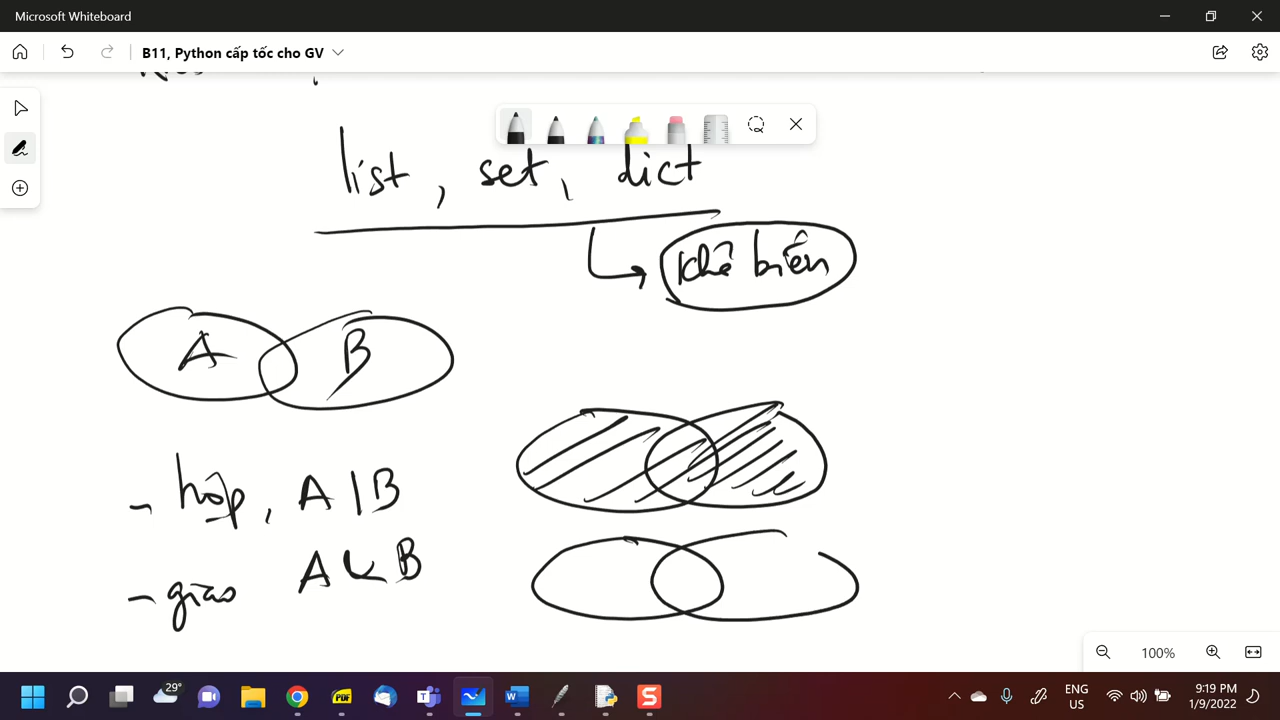 Microsoft Whiteboard
B11, Python cấp tốc cho GV
list, set, dict
khả biến
A B
- hợp, A | B
- giao A & B
100%
29°
PDF
ENG
US
9:19 PM
1/9/2022